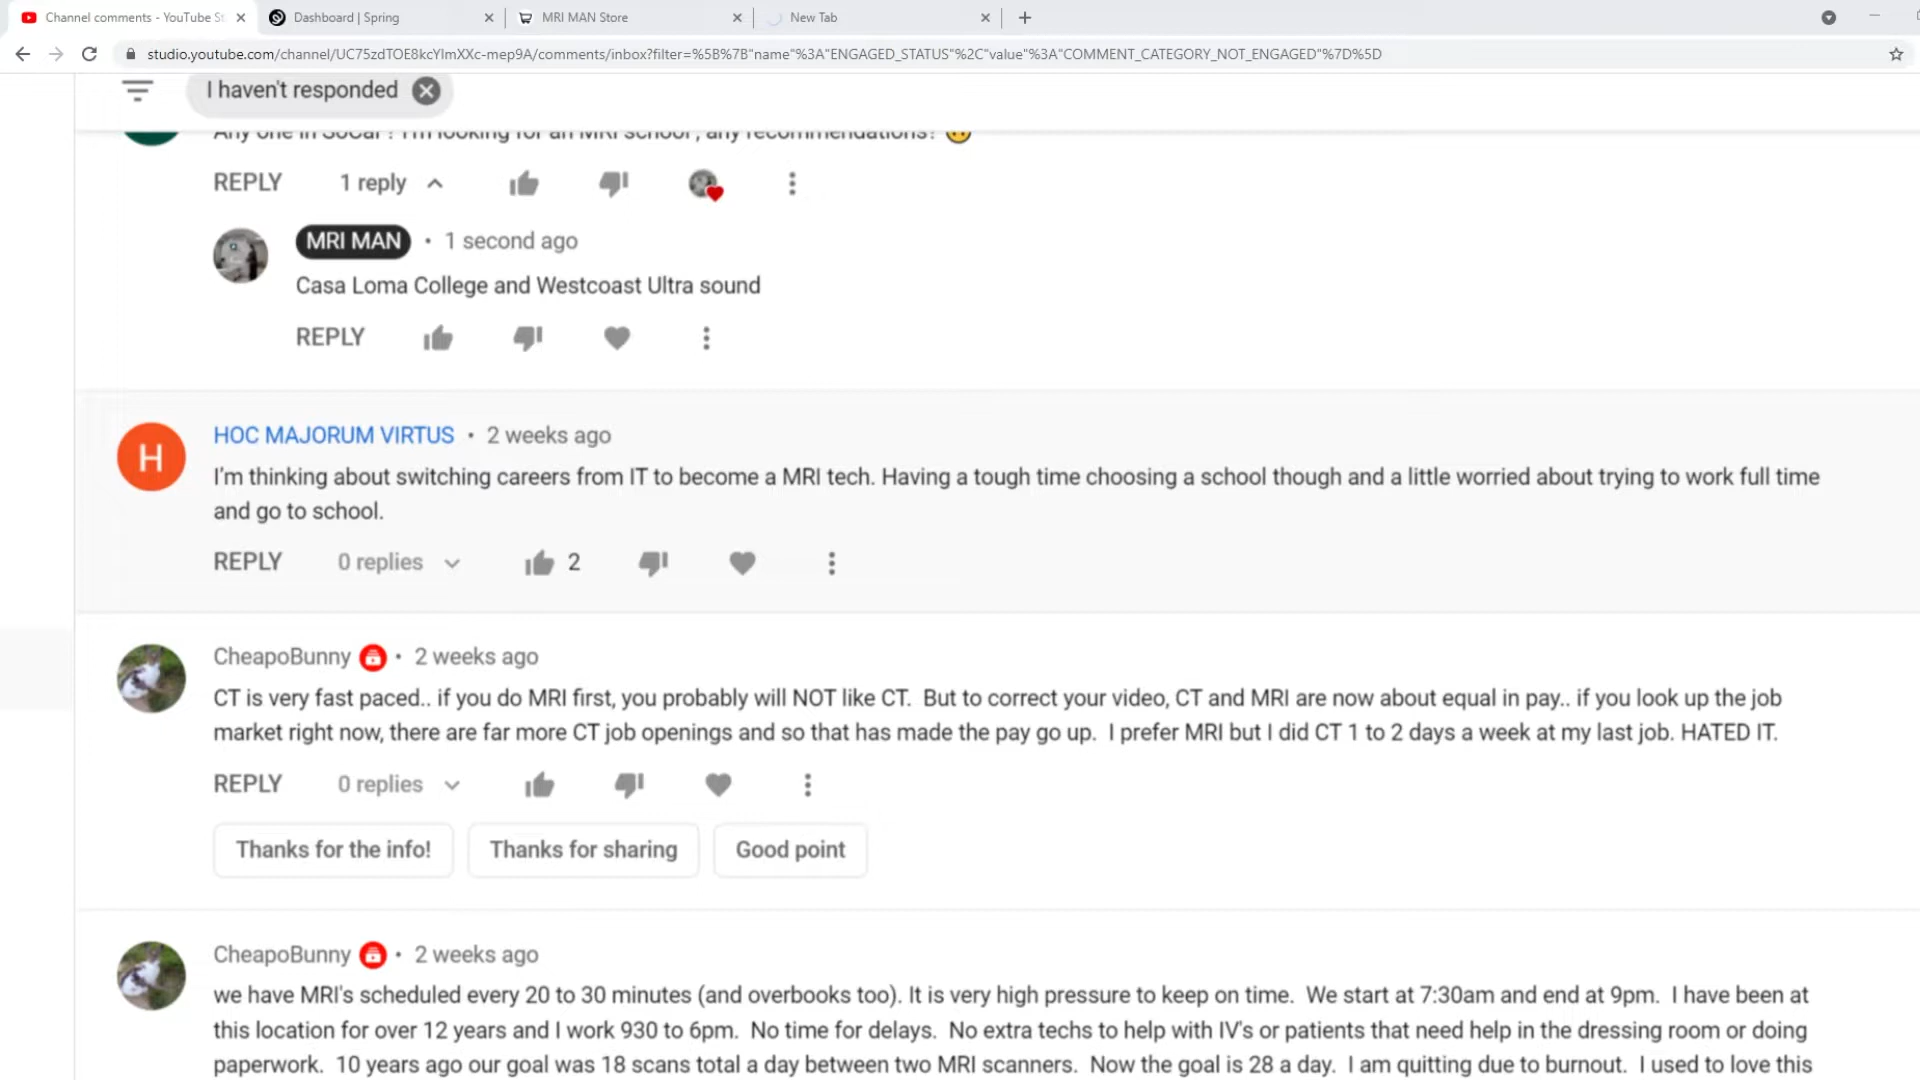 Channel comments - YouTube St
Dashboard | Spring
MRI MAN Store
New Tab
studio.youtube.com/channel/UC75zdTOE8kcYlmXXc-mep9A/comments/inbox?filter=%5B%7B"name"%3A"ENGAGED_STATUS"%2C"value"%3A"COMMENT_CATEGORY_NOT_ENGAGED"%7D%5D
I haven't responded
Any one in SoCal ? I'm looking for an MRI school , any recommendations?
REPLY 1 reply
MRI MAN • 1 second ago
Casa Loma College and Westcoast Ultra sound
REPLY
H
HOC MAJORUM VIRTUS • 2 weeks ago
I'm thinking about switching careers from IT to become a MRI tech. Having a tough time choosing a school though and a little worried about trying to work full time
and go to school.
REPLY 0 replies 2
CheapoBunny • 2 weeks ago
CT is very fast paced.. if you do MRI first, you probably will NOT like CT. But to correct your video, CT and MRI are now about equal in pay.. if you look up the job
market right now, there are far more CT job openings and so that has made the pay go up. I prefer MRI but I did CT 1 to 2 days a week at my last job. HATED IT.
REPLY 0 replies
Thanks for the info! Thanks for sharing Good point
CheapoBunny • 2 weeks ago
we have MRI's scheduled every 20 to 30 minutes (and overbooks too). It is very high pressure to keep on time. We start at 7:30am and end at 9pm. I have been at
this location for over 12 years and I work 930 to 6pm. No time for delays. No extra techs to help with IV's or patients that need help in the dressing room or doing
paperwork. 10 years ago our goal was 18 scans total a day between two MRI scanners. Now the goal is 28 a day. I am quitting due to burnout. I used to love this